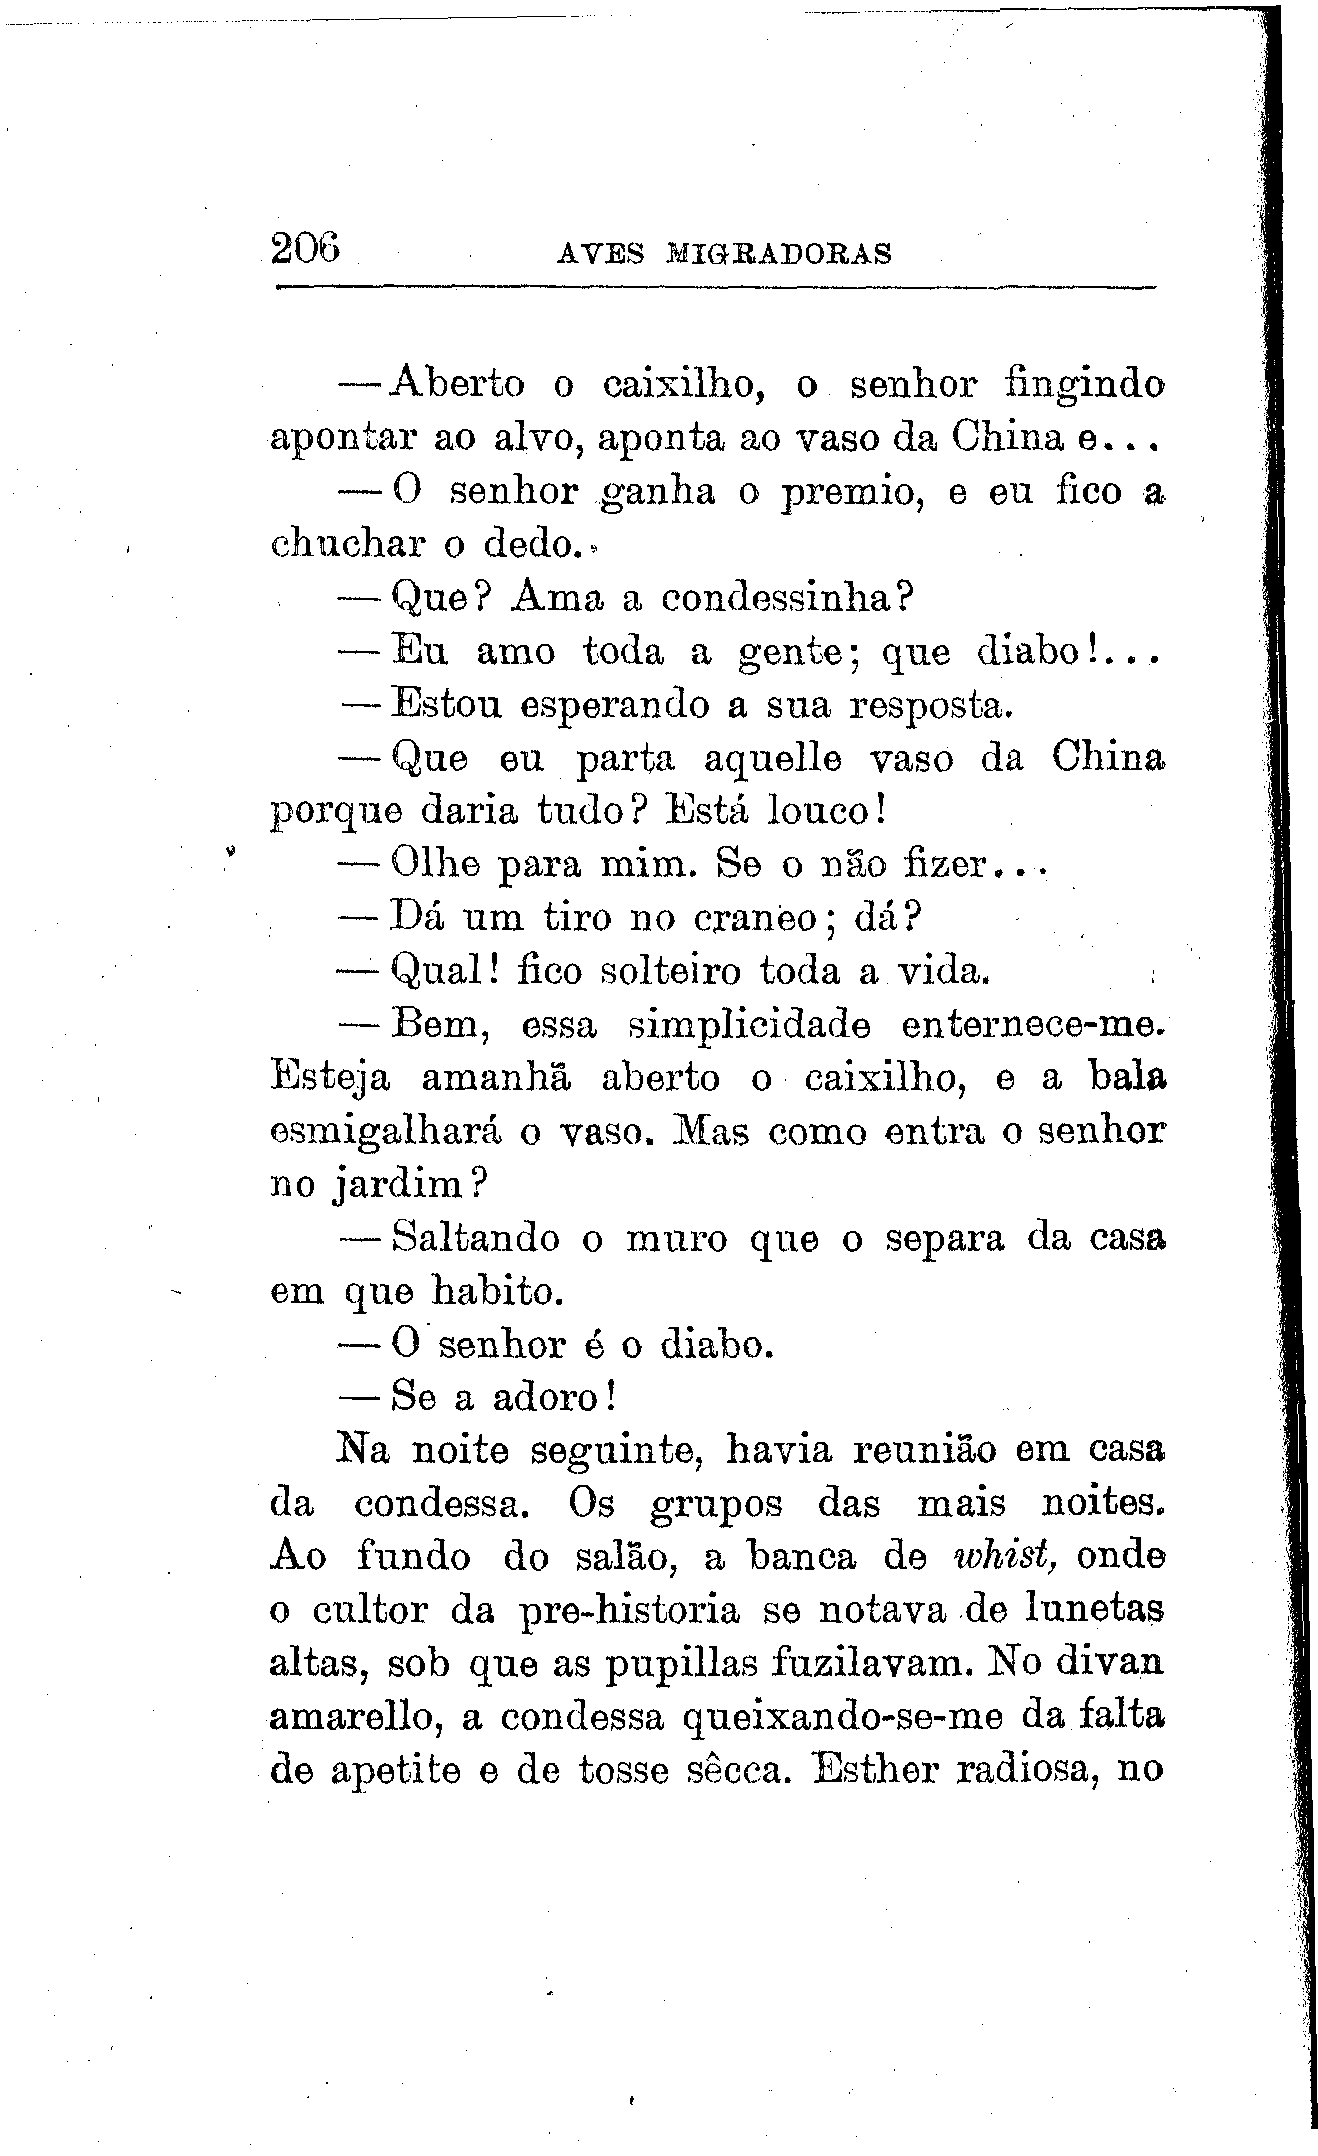 206 AVES MIGRADORAS
— Aberto o caixilho, o senhor fingindo
apontar ao alvo, aponta ao vaso da China e...
— O senhor ganha o premio, e eu fico a
chuchar o dedo.
— Que? Ama a condessinha?
— Eu amo toda a gente; que diabo!...
— Estou esperando a sua resposta.
— Que eu parta aquelle vaso da China
porque daria tudo? Está louco!
— Olhe para mim. Se o não fizer...
— Dá um tiro no craneo; dá?
— Qual! fico solteiro toda a vida.
— Bem, essa simplicidade enternece-me.
Esteja amanhã aberto o caixilho, e a bala
esmigalhará o vaso. Mas como entra o senhor
no jardim?
— Saltando o muro que o separa da casa
em que habito.
— O senhor é o diabo.
— Se a adoro!
Na noite seguinte, havia reunião em casa
da condessa. Os grupos das mais noites.
Ao fundo do salão, a banca de whist, onde
o cultor da pre-historia se notava de lunetas
altas, sob que as pupillas fuzilavam. No divan
amarello, a condessa queixando-se-me da falta
de apetite e de tosse sêcca. Esther radiosa, no